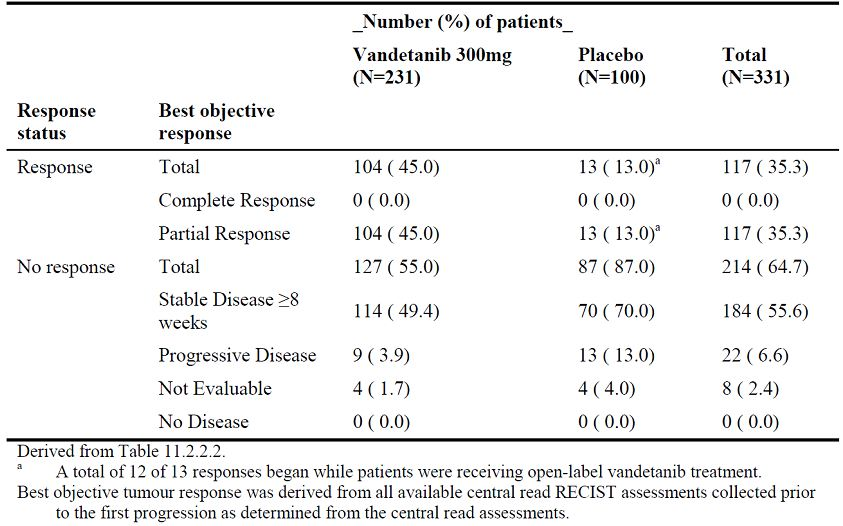 _Number (%) of patients_
Vandetanib 300mg (N=231) Placebo (N=100) Total (N=331)
Response status Best objective response
Response Total 104 ( 45.0) 13 ( 13.0)a 117 ( 35.3)
Complete Response 0 ( 0.0) 0 ( 0.0) 0 ( 0.0)
Partial Response 104 ( 45.0) 13 ( 13.0)a 117 ( 35.3)
No response Total 127 ( 55.0) 87 ( 87.0) 214 ( 64.7)
Stable Disease ≥8 weeks 114 ( 49.4) 70 ( 70.0) 184 ( 55.6)
Progressive Disease 9 ( 3.9) 13 ( 13.0) 22 ( 6.6)
Not Evaluable 4 ( 1.7) 4 ( 4.0) 8 ( 2.4)
No Disease 0 ( 0.0) 0 ( 0.0) 0 ( 0.0)
Derived from Table 11.2.2.2.
a A total of 12 of 13 responses began while patients were receiving open-label vandetanib treatment.
Best objective tumour response was derived from all available central read RECIST assessments collected prior
to the first progression as determined from the central read assessments.